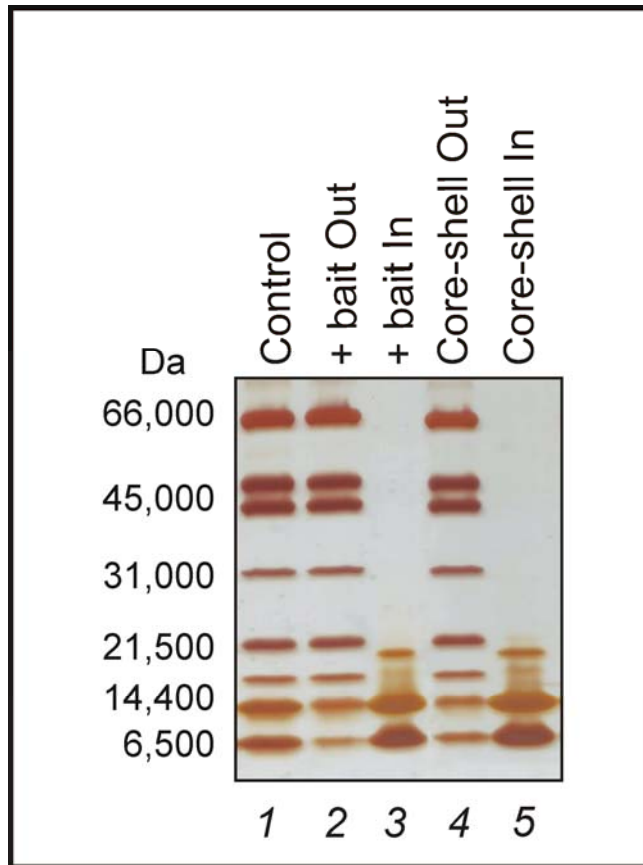 Control
+ bait Out
+ bait In
Core-shell Out
Core-shell In
Da
66,000
45,000
31,000
21,500
14,400
6,500
1 2 3 4 5